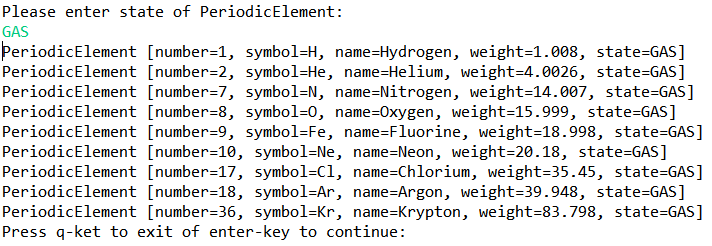 Please enter state of PeriodicElement:
GAS
PeriodicElement [number=1, symbol=H, name=Hydrogen, weight=1.008, state=GAS]
PeriodicElement [number=2, symbol=He, name=Helium, weight=4.0026, state=GAS]
PeriodicElement [number=7, symbol=N, name=Nitrogen, weight=14.007, state=GAS]
PeriodicElement [number=8, symbol=O, name=Oxygen, weight=15.999, state=GAS]
PeriodicElement [number=9, symbol=Fe, name=Fluorine, weight=18.998, state=GAS]
PeriodicElement [number=10, symbol=Ne, name=Neon, weight=20.18, state=GAS]
PeriodicElement [number=17, symbol=Cl, name=Chlorium, weight=35.45, state=GAS]
PeriodicElement [number=18, symbol=Ar, name=Argon, weight=39.948, state=GAS]
PeriodicElement [number=36, symbol=Kr, name=Krypton, weight=83.798, state=GAS]
Press q-ket to exit of enter-key to continue: